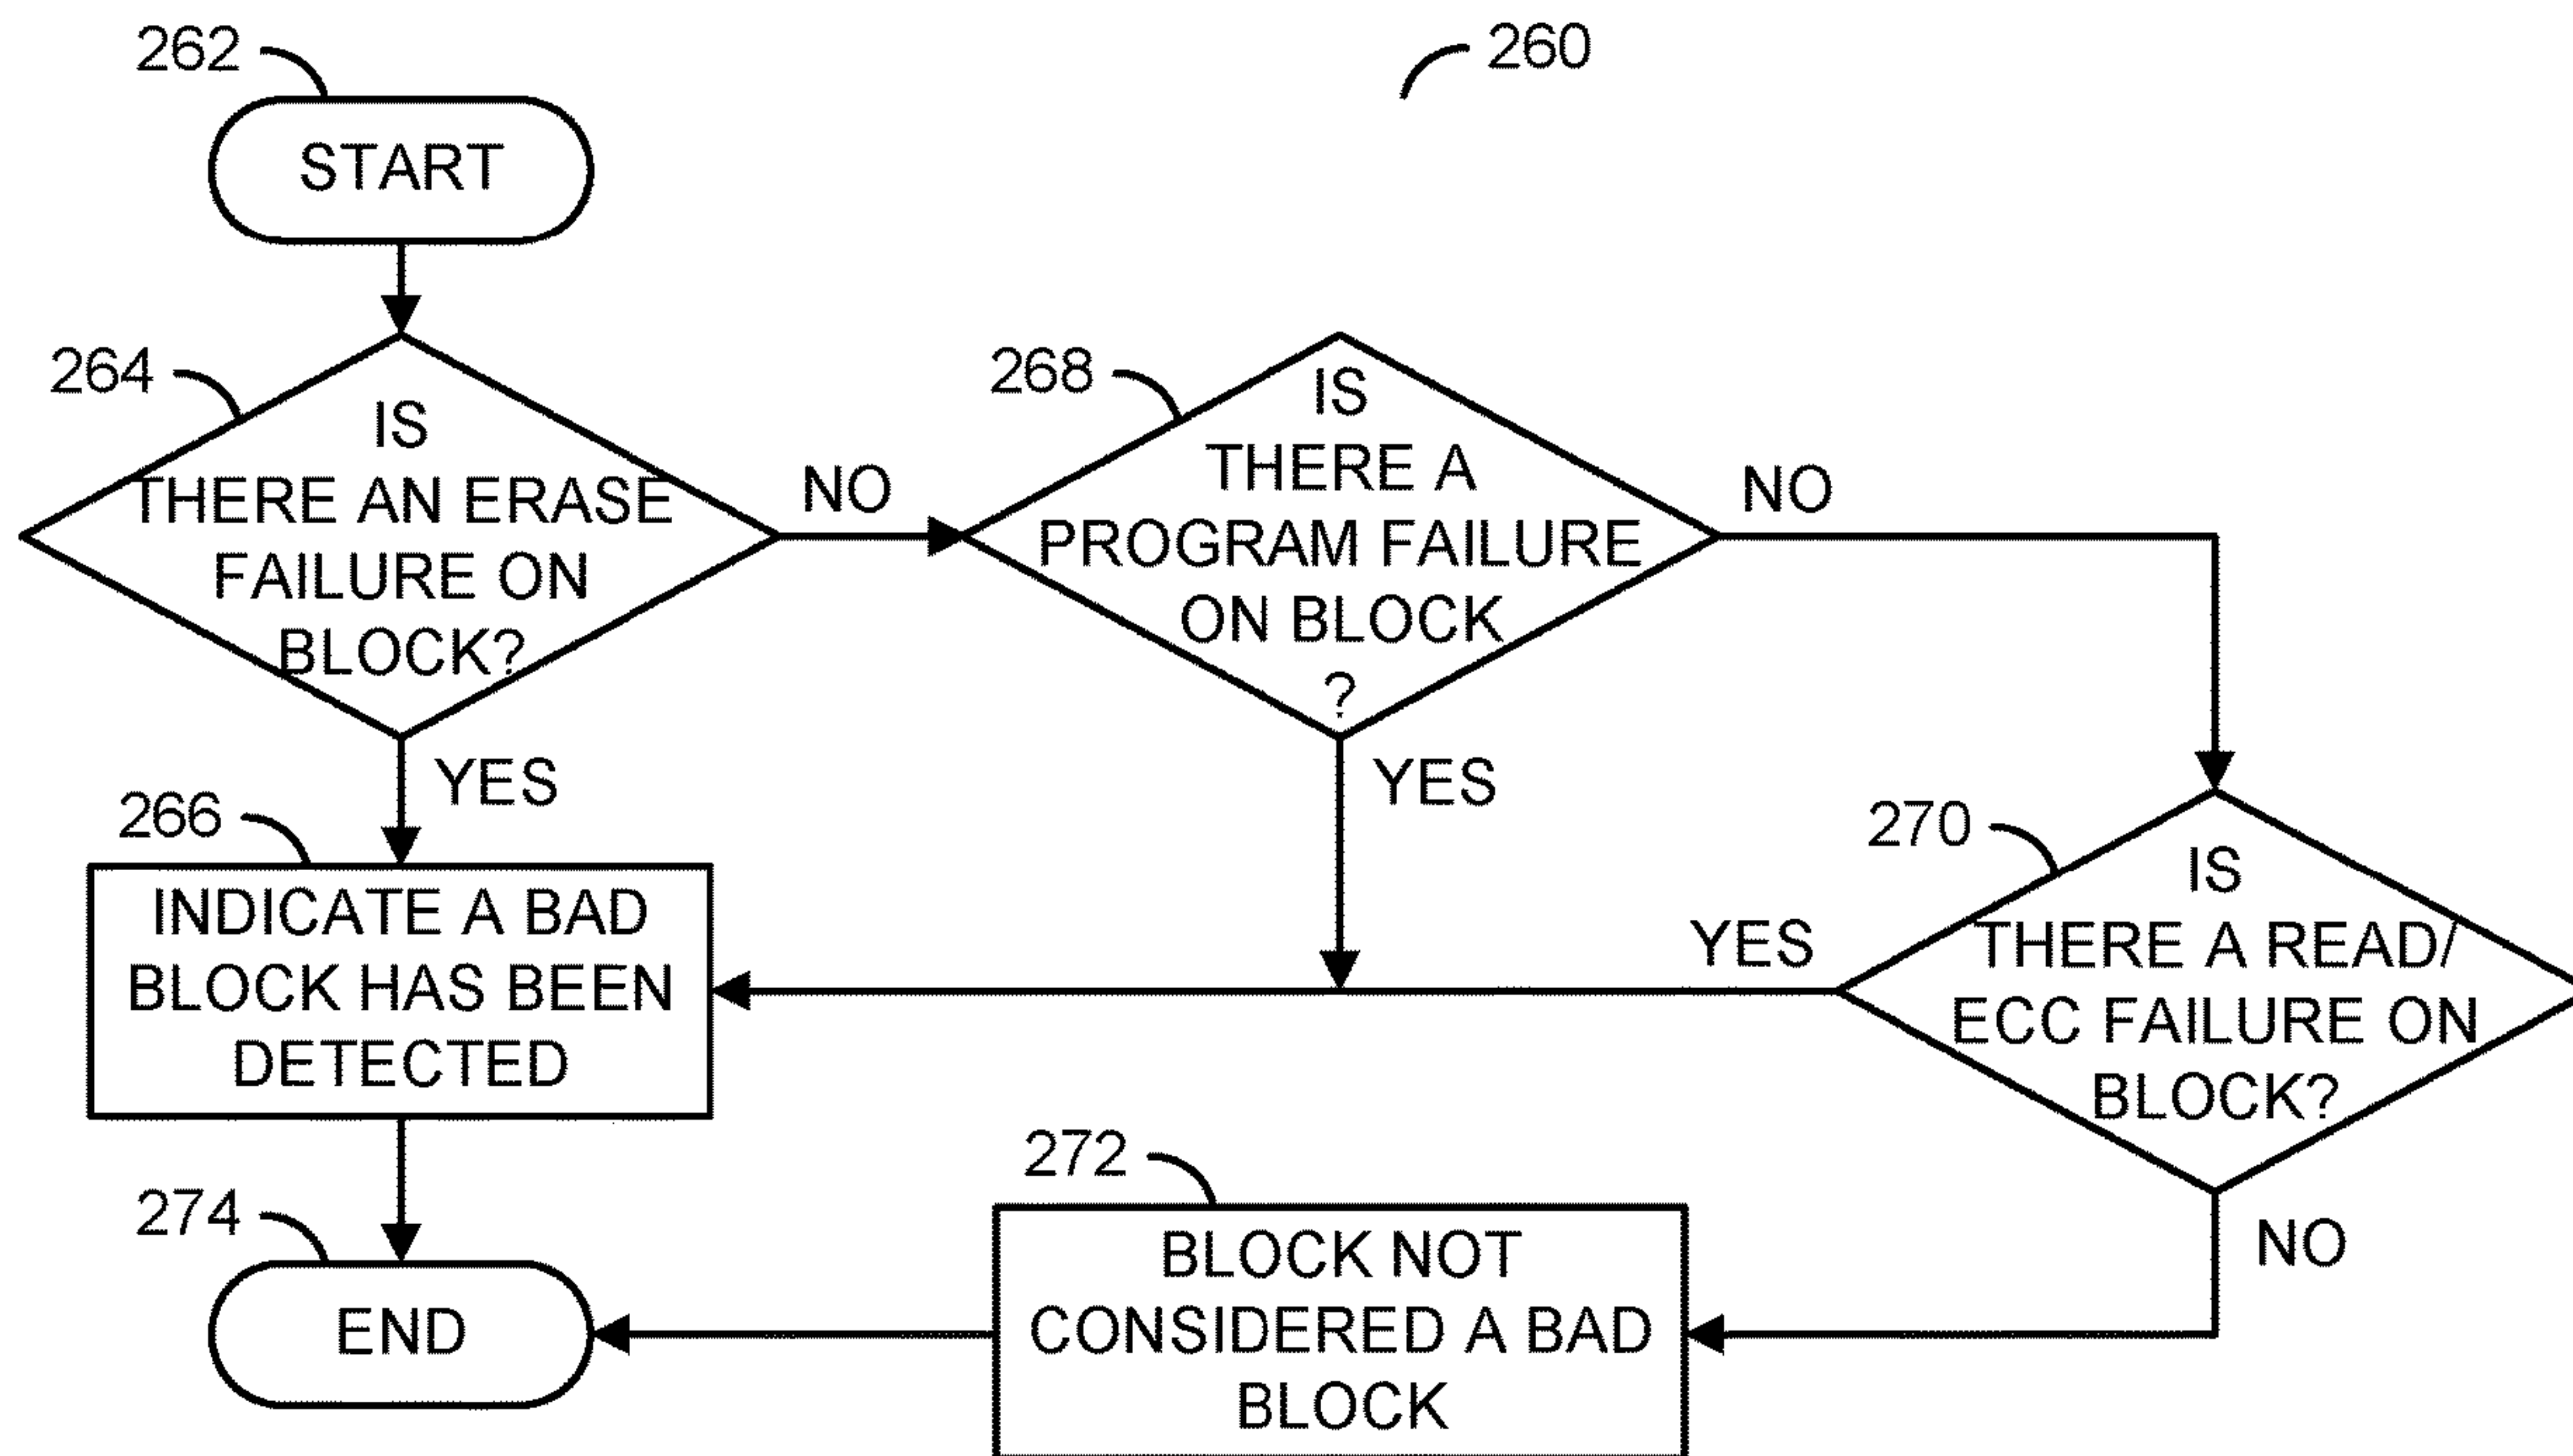 262
260
START
264
IS
THERE AN ERASE
FAILURE ON
BLOCK?
NO
268
IS
THERE A
PROGRAM FAILURE
ON BLOCK
?
NO
YES
YES
266
INDICATE A BAD
BLOCK HAS BEEN
DETECTED
270
IS
THERE A READ/
ECC FAILURE ON
BLOCK?
YES
NO
272
BLOCK NOT
CONSIDERED A BAD
BLOCK
274
END